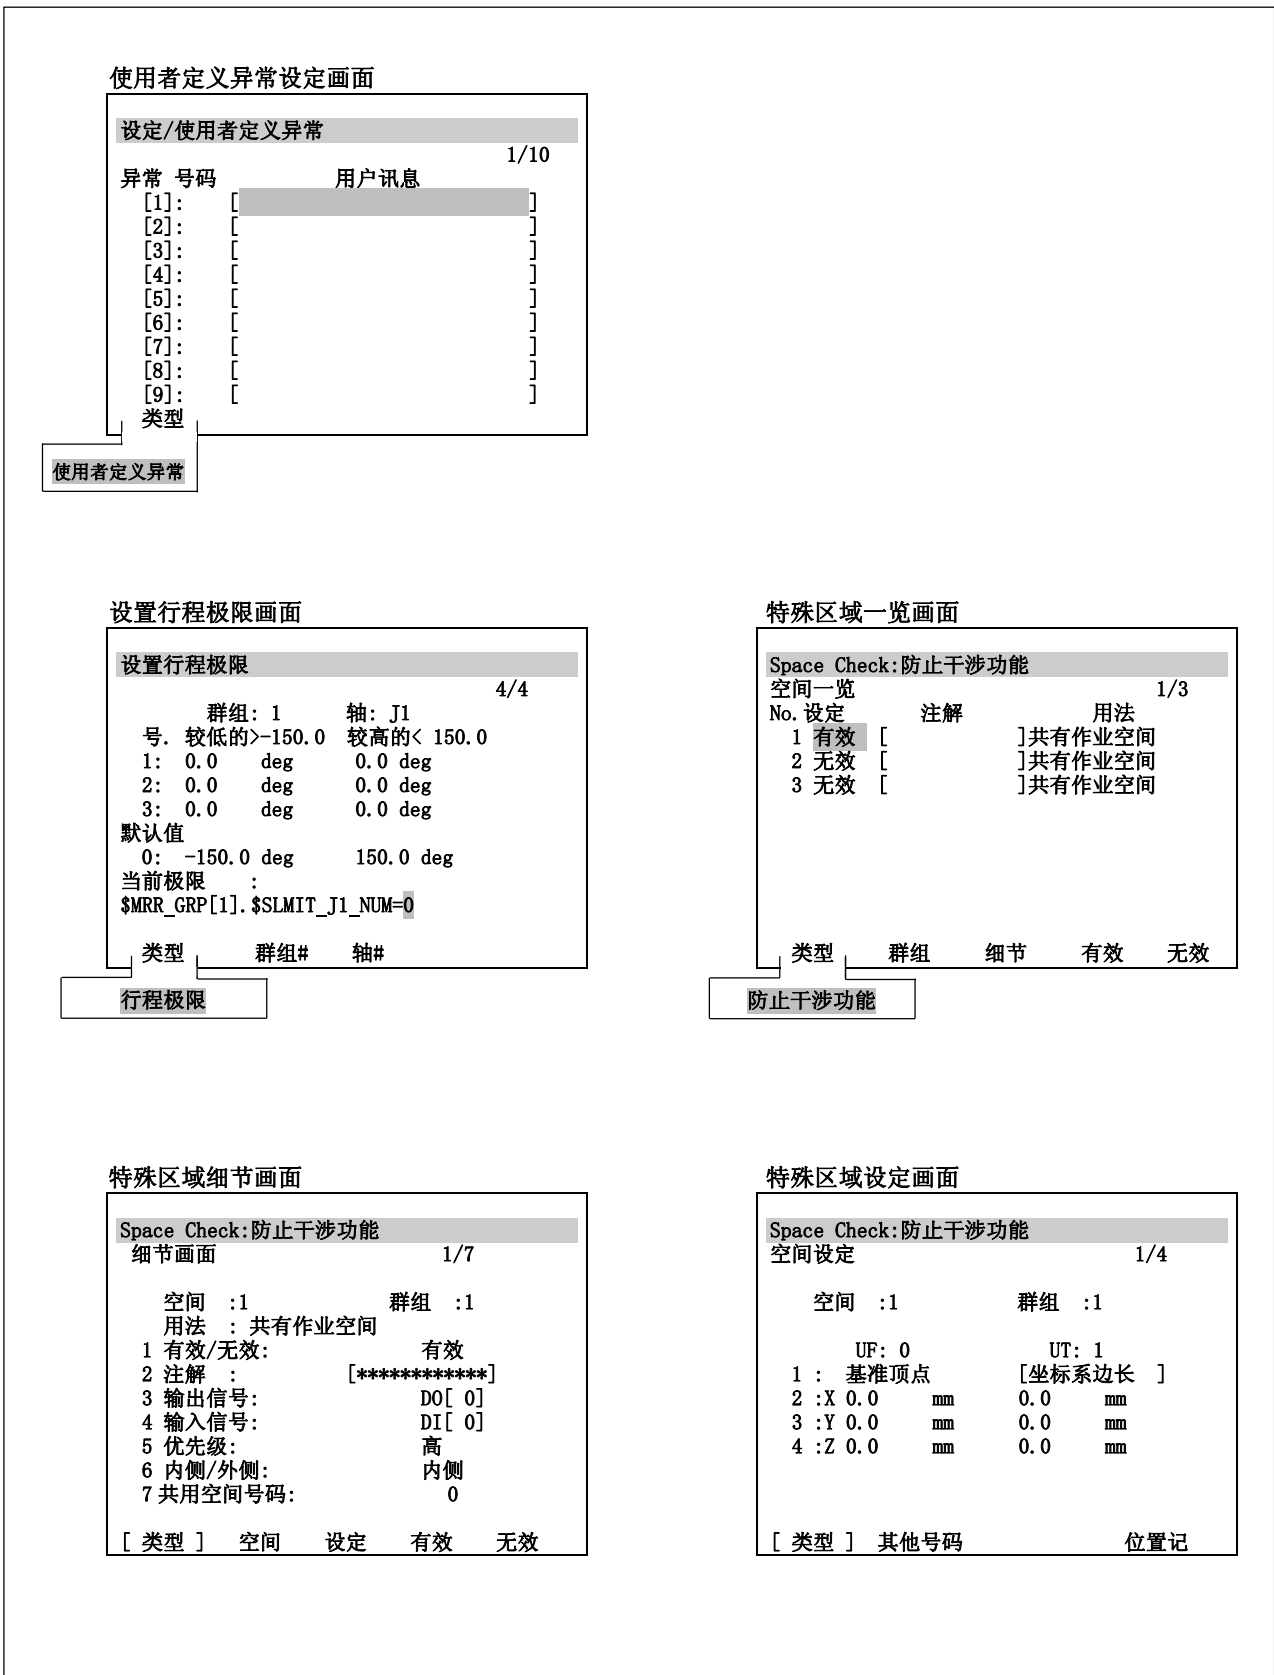 使用者定义异常设定画面
设定/使用者定义异常
1/10
异常 号码 用户讯息
[1]: [ ]
[2]: [ ]
[3]: [ ]
[4]: [ ]
[5]: [ ]
[6]: [ ]
[7]: [ ]
[8]: [ ]
[9]: [ ]
类型
使用者定义异常
设置行程极限画面
设置行程极限
4/4
群组: 1 轴: J1
号. 较低的>-150.0 较高的< 150.0
1: 0.0 deg 0.0 deg
2: 0.0 deg 0.0 deg
3: 0.0 deg 0.0 deg
默认值
0: -150.0 deg 150.0 deg
当前极限 :
$MRR_GRP[1].$SLMIT_J1_NUM=0
类型 群组# 轴#
行程极限
特殊区域一览画面
Space Check:防止干涉功能
空间一览 1/3
No.设定 注解 用法
1 有效 [ ]共有作业空间
2 无效 [ ]共有作业空间
3 无效 [ ]共有作业空间
类型 群组 细节 有效 无效
防止干涉功能
特殊区域细节画面
Space Check:防止干涉功能
细节画面 1/7
空间 :1 群组 :1
用法 : 共有作业空间
1 有效/无效: 有效
2 注解 : [************]
3 输出信号: DO[ 0]
4 输入信号: DI[ 0]
5 优先级: 高
6 内侧/外侧: 内侧
7 共用空间号码: 0
[ 类型 ] 空间 设定 有效 无效
特殊区域设定画面
Space Check:防止干涉功能
空间设定 1/4
空间 :1 群组 :1
UF: 0 UT: 1
1 : 基准顶点 [坐标系边长 ]
2 :X 0.0 mm 0.0 mm
3 :Y 0.0 mm 0.0 mm
4 :Z 0.0 mm 0.0 mm
[ 类型 ] 其他号码 位置记